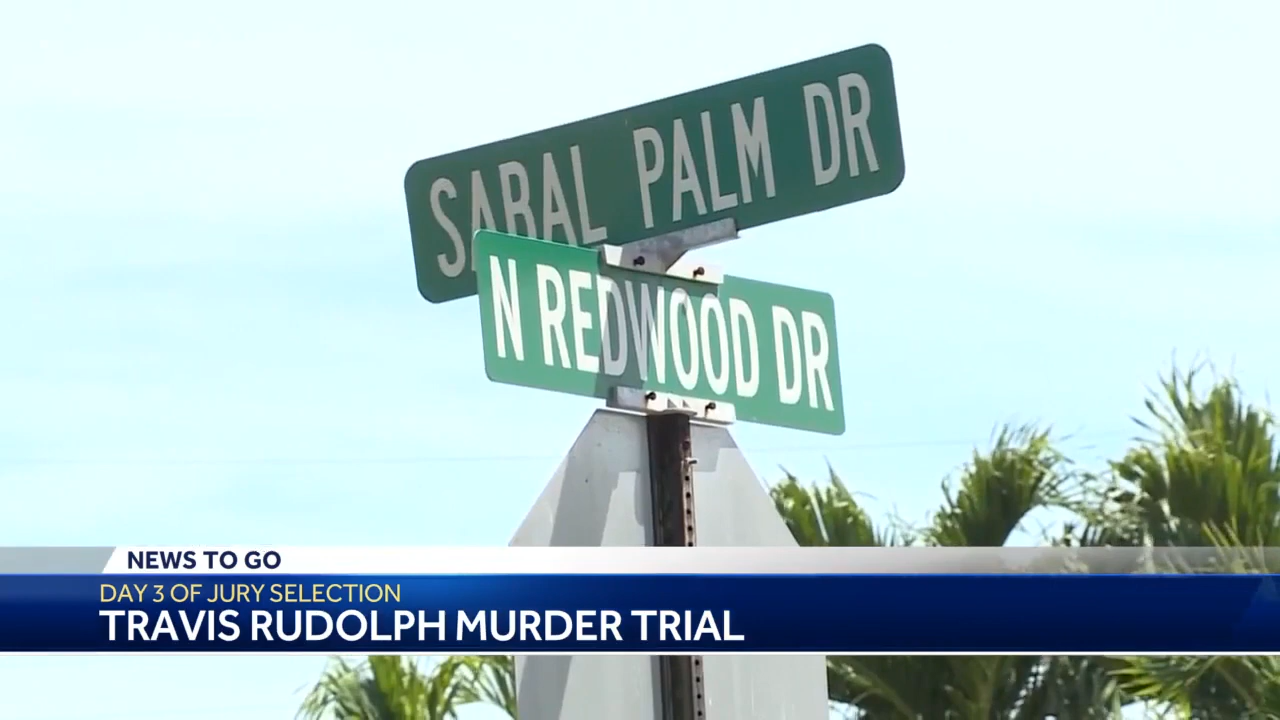 SABAL PALM DR
N REDWOOD DR
NEWS TO GO
DAY 3 OF JURY SELECTION
TRAVIS RUDOLPH MURDER TRIAL